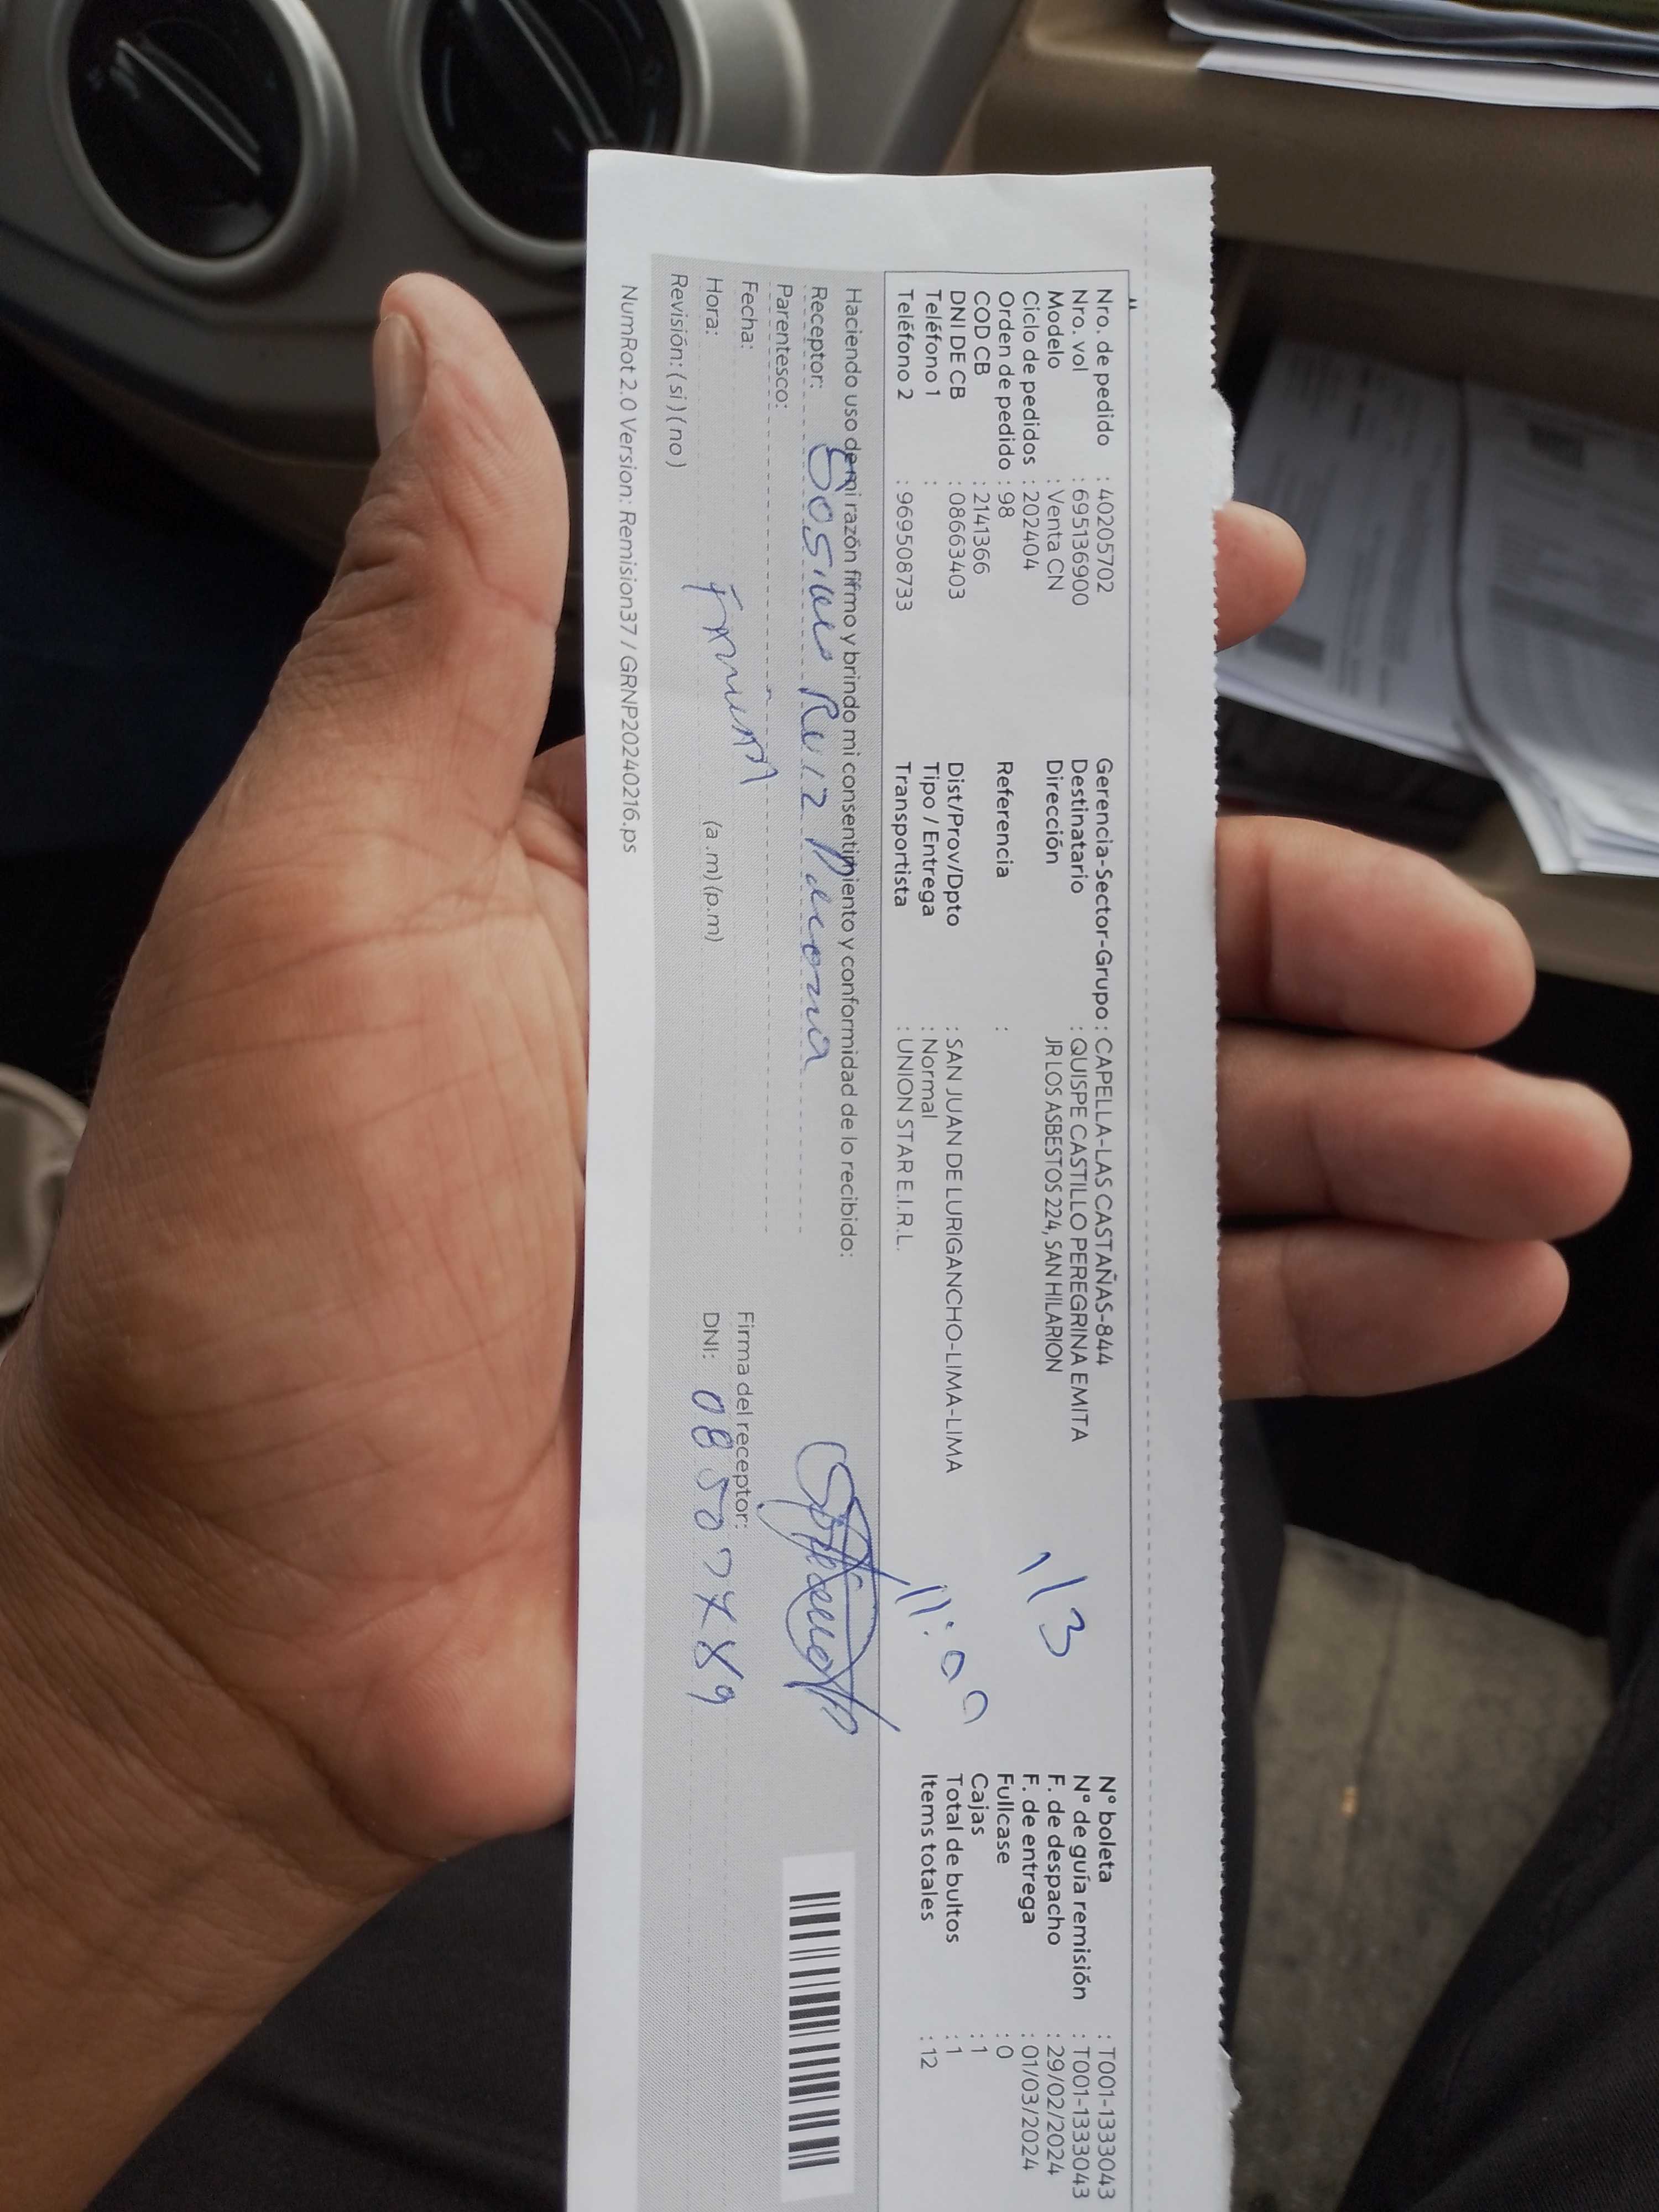 Nro. de pedido : 40205702
Nro. vol : 695136900
Modelo : Venta CN
Ciclo de pedidos : 202404
Orden de pedido : 98
COD CB : 2141366
DNI DE CB : 08663403
Teléfono 1 :
Teléfono 2 : 969508733
Gerencia-Sector-Grupo : CAPELLA-LAS CASTAÑAS-844
Destinatario : QUISPE CASTILLO PEREGRINA EMITA
Dirección JR LOS ASBESTOS 224, SAN HILARION
Referencia :
Dist/Prov/Dpto : SAN JUAN DE LURIGANCHO-LIMA-LIMA
Tipo / Entrega : Normal
Transportista : UNION STAR E.I.R.L.
1/3
11:00
N° boleta : T001-1333043
N° de guía remisión : T001-1333043
F. de despacho : 29/02/2024
F. de entrega : 01/03/2024
Fullcase : 0
Cajas : 1
Total de bultos : 1
Items totales : 12
Haciendo uso de mi razón firmo y brindo mi consentimiento y conformidad de lo recibido:
Receptor: Ruiz
Parentesco:
Fecha:
Hora: (a .m) (p.m)
Revisión: ( si ) ( no )
Firma del receptor:
DNI: 08507489
NumRot 2.0 Version: Remision37 / GRNP20240216.ps